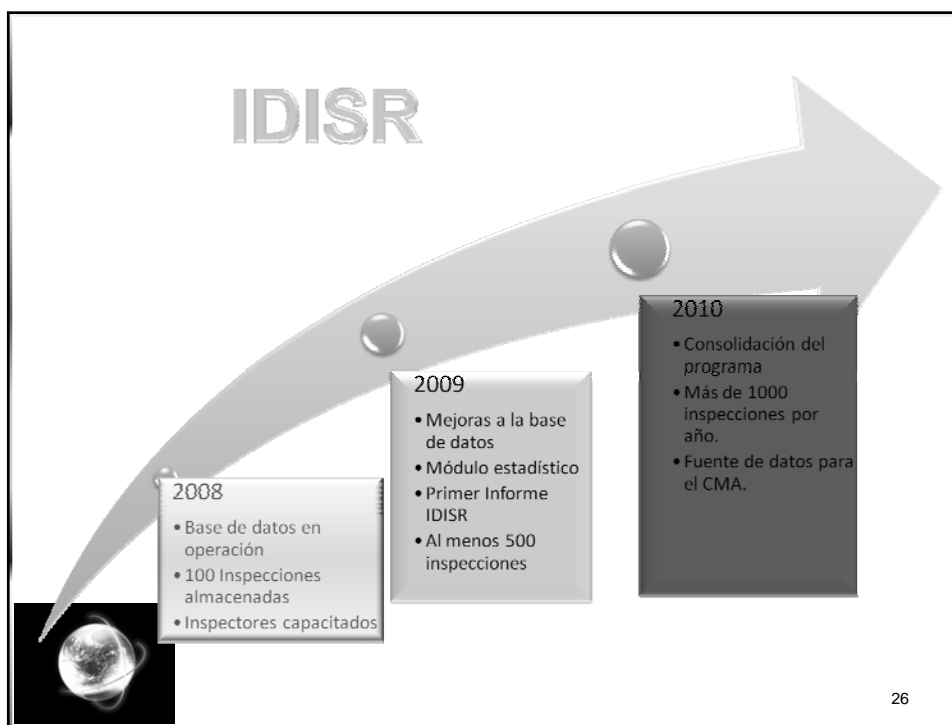 IDISR
2008
• Base de datos en
operación
• 100 Inspecciones
almacenadas
• Inspectores capacitados
2009
• Mejoras a la base
de datos
• Módulo estadístico
• Primer Informe
IDISR
• Al menos 500
inspecciones
2010
• Consolidación del
programa
• Más de 1000
inspecciones por
año.
• Fuente de datos para
el CMA.
26